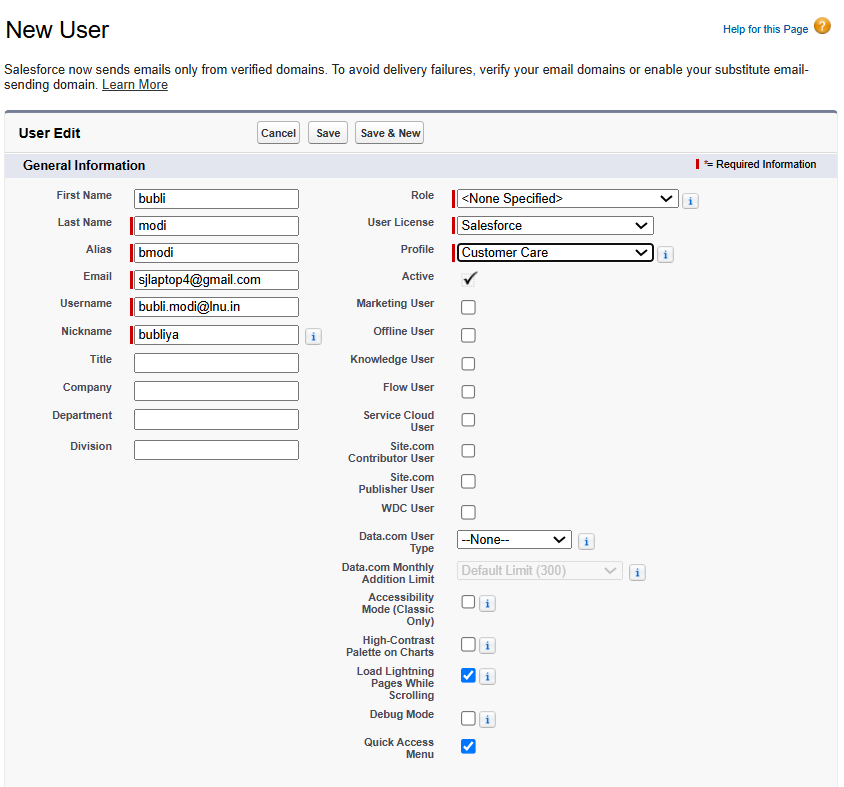 New User
Help for this Page ?
Salesforce now sends emails only from verified domains. To avoid delivery failures, verify your email domains or enable your substitute email-
sending domain. Learn More
User Edit
Cancel Save Save & New
General Information
*= Required Information
First Name bubli
Last Name modi
Alias bmodi
Email sjlaptop4@gmail.com
Username bubli.modi@lnu.in
Nickname bubliya i
Title
Company
Department
Division
Role <None Specified> i
User License Salesforce
Profile Customer Care i
Active
Marketing User
Offline User
Knowledge User
Flow User
Service Cloud
User
Site.com
Contributor User
Site.com
Publisher User
WDC User
Data.com User
Type
--None-- i
Data.com Monthly
Addition Limit
Default Limit (300) i
Accessibility
Mode (Classic
Only)
i
High-Contrast
Palette on Charts
i
Load Lightning
Pages While
Scrolling
i
Debug Mode i
Quick Access
Menu